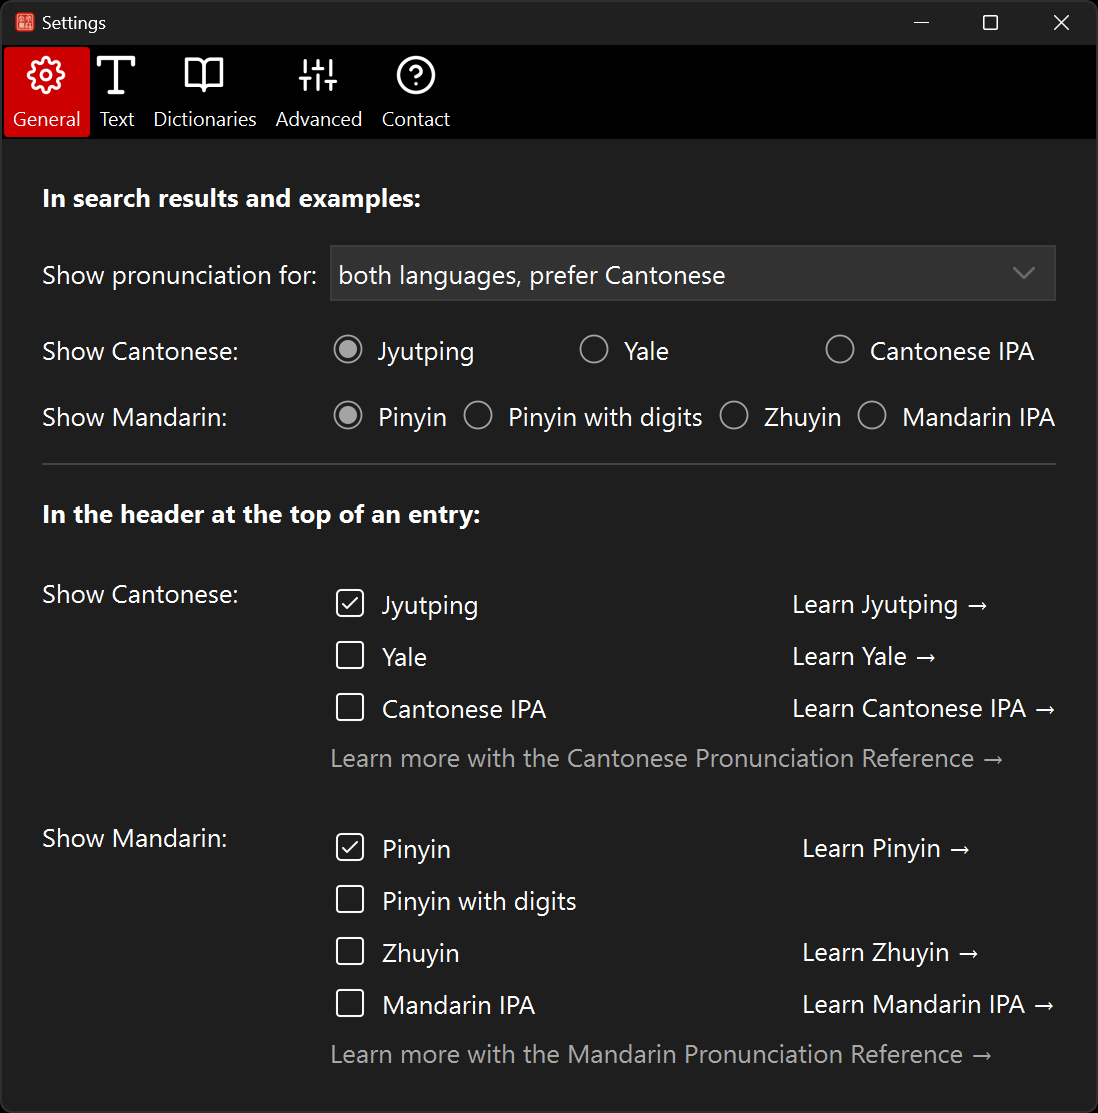 Settings
General Text Dictionaries Advanced Contact
In search results and examples:
Show pronunciation for: both languages, prefer Cantonese
Show Cantonese: Jyutping Yale Cantonese IPA
Show Mandarin: Pinyin Pinyin with digits Zhuyin Mandarin IPA
In the header at the top of an entry:
Show Cantonese: Jyutping Learn Jyutping →
Yale Learn Yale →
Cantonese IPA Learn Cantonese IPA →
Learn more with the Cantonese Pronunciation Reference →
Show Mandarin: Pinyin Learn Pinyin →
Pinyin with digits
Zhuyin Learn Zhuyin →
Mandarin IPA Learn Mandarin IPA →
Learn more with the Mandarin Pronunciation Reference →